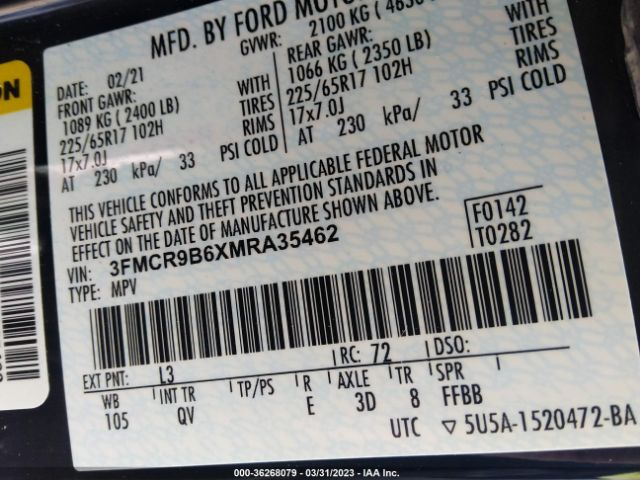 MFD. BY FORD MOTOR
GVWR: 2100 KG
DATE: 02/21
FRONT GAWR:
1089 KG (2400 LB)
225/65R17 102H
17x7.0J
AT 230 kPa/ 33
WITH
TIRES
RIMS
PSI COLD
REAR GAWR:
1066 KG (2350 LB)
225/65R17 102H
17x7.0J
AT 230 kPa/ 33
WITH
TIRES
RIMS
PSI COLD
THIS VEHICLE CONFORMS TO ALL APPLICABLE FEDERAL MOTOR
VEHICLE SAFETY AND THEFT PREVENTION STANDARDS IN
EFFECT ON THE DATE OF MANUFACTURE SHOWN ABOVE.
VIN: 3FMCR9B6XMRA35462
TYPE: MPV
F0142
T0282
EXT PNT: L3 RC: 72 DSO:
WB INT TR TP/PS R AXLE TR SPR
105 QV E 3D 8 FFBB
UTC ▽ 5U5A-1520472-BA
000-36268079 — 03/31/2023 — IAA Inc.